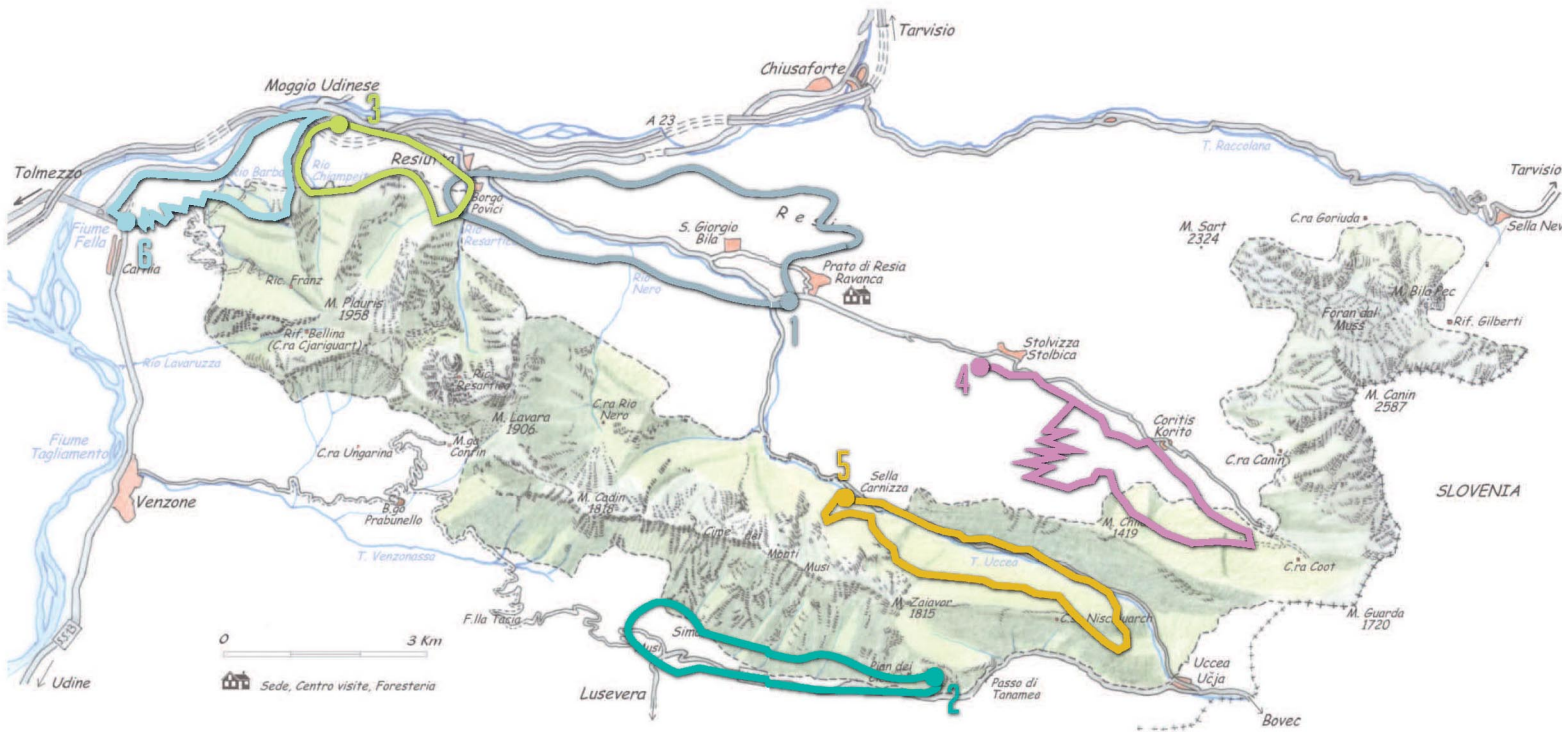 Tarvisio
Chiusaforte
Moggio Udinese
3
A 23
T. Raccolana
Tolmezzo
Rio Barba
Rio
Resiutta
Borgo
Povici
Tarvisio
Sella Nev
C.ra Goriuda
M. Sart
2324
Fiume
Fella
6
Carnia
Rio
Resartico
S. Giorgio
Bila
Prato di Resia
Ravanca
Rio
Nero
1
Ric. Franz
M. Plauris
1958
Rif. Bellina
(C.ra Cjariguart)
Rio Lavaruzza
M. Bila Pec
Foran dal
Muss
Rif. Gilberti
Stolvizza
Stolbica
4
Ric.
Resartico
M. Canin
2587
C.ra Rio
Nero
M. Lavara
1906
Fiume
Tagliamento
C.ra Ungarina
M.ga
Confin
Coritis
Korito
C.ra Canin
5
Sella
Carnizza
SLOVENIA
Venzone
B.go
Prabunello
M. Cadin
1818
Cime dei
Monti
Musi
1419
T. Venzonassa
T. Uccea
C.ra Coot
M. Zaiavor
1815
M. Guarda
1720
F.lla Tacia
0
3 Km
Musi
Pian dei
2
Passo di
Tanamea
Uccea
Učja
Udine
Sede, Centro visite, Foresteria
Lusevera
Bovec